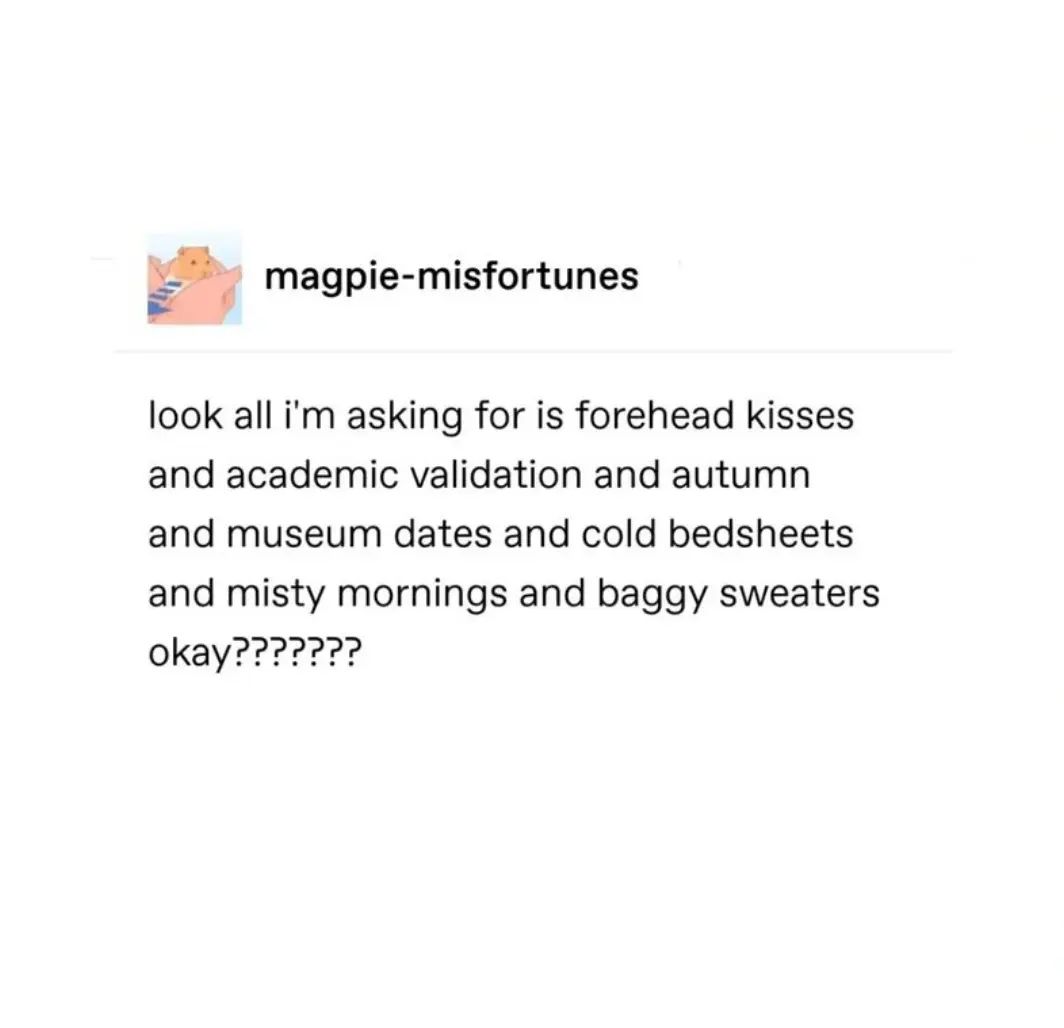 magpie-misfortunes
look all i'm asking for is forehead kisses
and academic validation and autumn
and museum dates and cold bedsheets
and misty mornings and baggy sweaters
okay???????